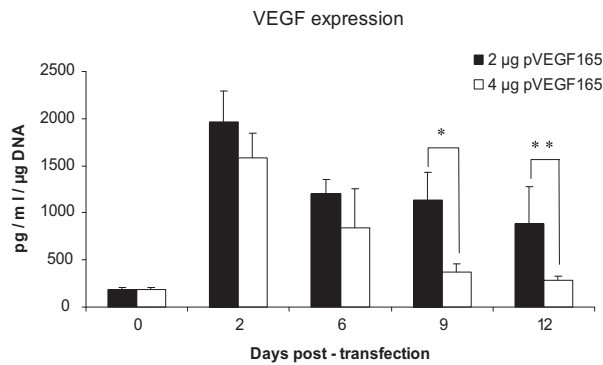 VEGF expression
2 µg pVEGF165
4 µg pVEGF165
pg / m l / µg DNA
2500
2000
1500
1000
500
0
*
**
0 2 6 9 12
Days post - transfection